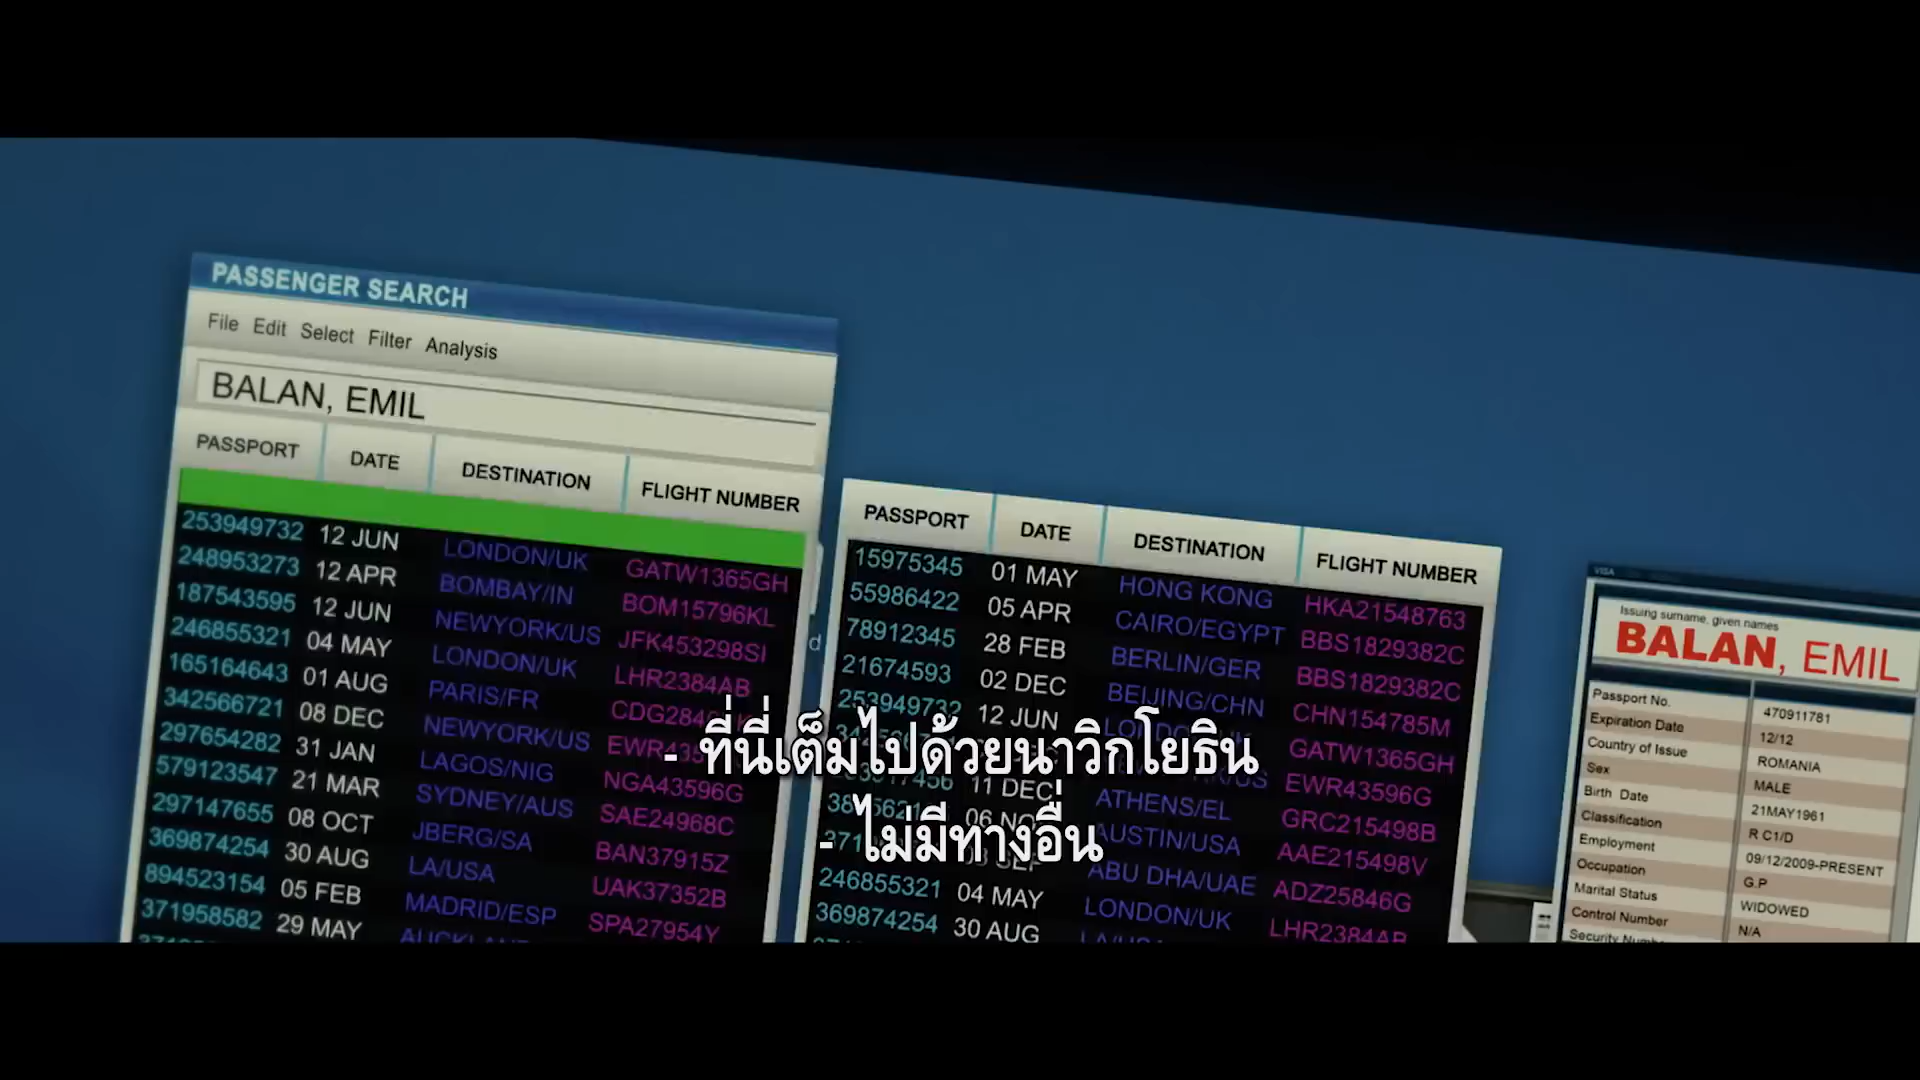 PASSENGER SEARCH
File Edit Select Filter Analysis
BALAN, EMIL
PASSPORT DATE DESTINATION FLIGHT NUMBER
253949732 12 JUN LONDON/UK GATW1365GH
248953273 12 APR BOMBAY/IN BOM15796KL
187543595 12 JUN NEWYORK/US JFK453298SI
246855321 04 MAY LONDON/UK LHR2384AB
165164643 01 AUG PARIS/FR
342566721 08 DEC NEWYORK/US
297654282 31 JAN LAGOS/NIG NGA43596G
579123547 21 MAR SYDNEY/AUS SAE24968C
297147655 08 OCT JBERG/SA BAN37915Z
369874254 30 AUG LA/USA UAK37352B
894523154 05 FEB MADRID/ESP SPA27954Y
371958582 29 MAY
PASSPORT DATE DESTINATION FLIGHT NUMBER
15975345 01 MAY HONG KONG HKA21548763
55986422 05 APR CAIRO/EGYPT BBS1829382C
78912345 28 FEB BERLIN/GER BBS1829382C
21674593 02 DEC BEIJING/CHN CHN154785M
253949732 12 JUN GATW1365GH
EWR43596G
11 DEC ATHENS/EL GRC215498B
AUSTIN/USA AAE215498V
ABU DHA/UAE ADZ25846G
246855321 04 MAY LONDON/UK LHR2384AB
369874254 30 AUG
VISA
Issuing surname, given names
BALAN, EMIL
Passport No. 470911781
Expiration Date 12/12
Country of Issue ROMANIA
Sex MALE
Birth Date 21MAY1961
Classification R C1/D
Employment 09/12/2009-PRESENT
Occupation G.P
Marital Status WIDOWED
Control Number N/A
- ที่นี่เต็มไปด้วยนาวิกโยธิน
- ไม่มีทางอื่น